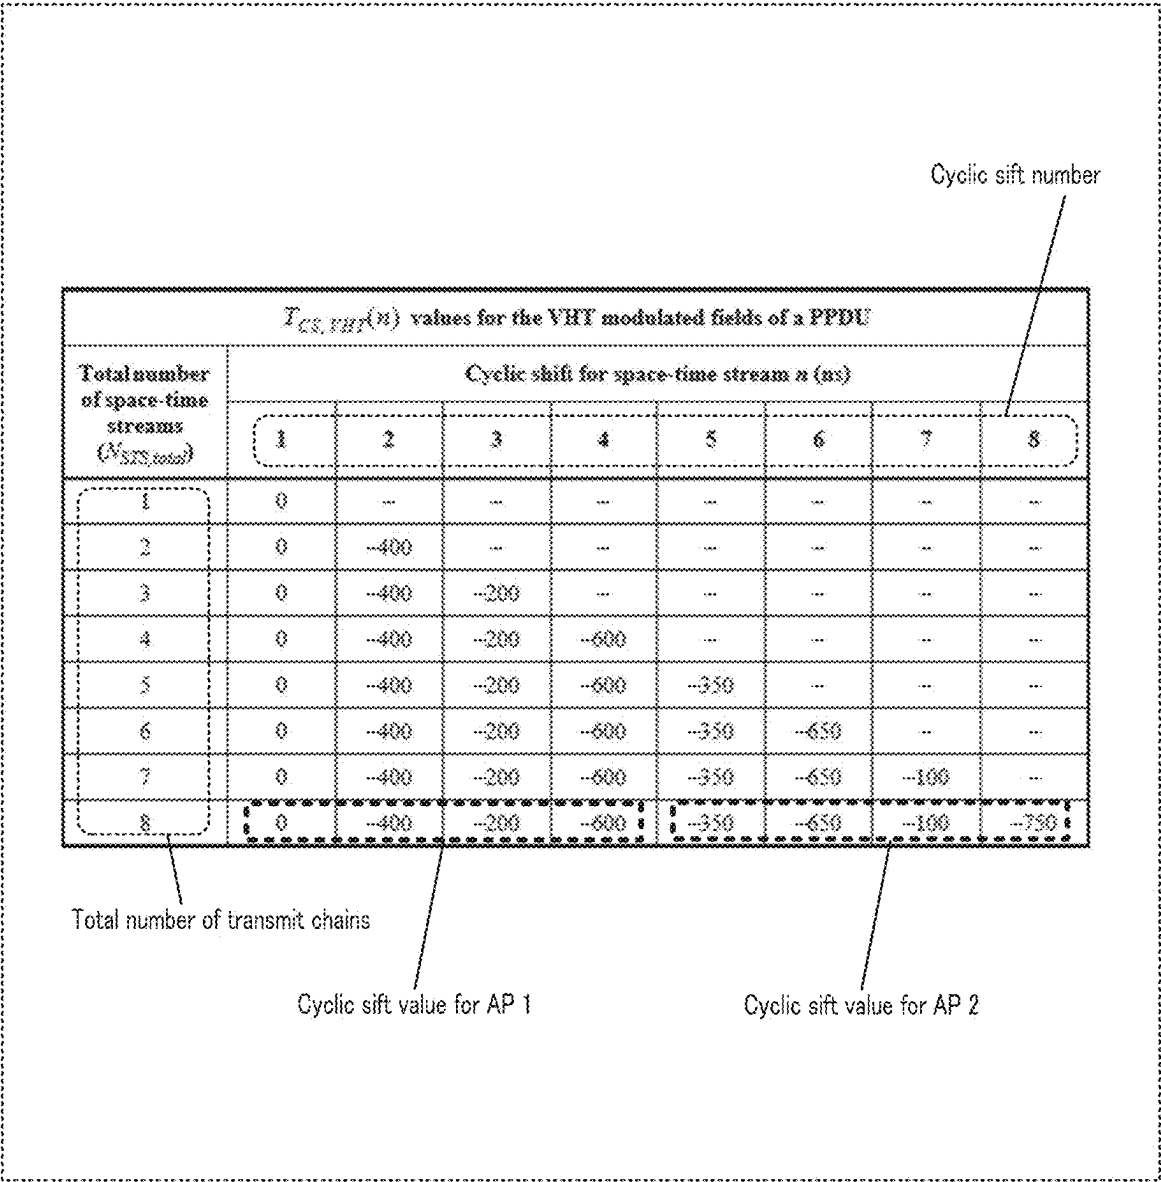 Cyclic sift number
T_{CS, VHT}(n) values for the VHT modulated fields of a PPDU
Total number
of space-time
streams
(N_{STS,total})
Cyclic shift for space-time stream n (ns)
1 2 3 4 5 6 7 8
1 0 -- -- -- -- -- -- --
2 0 --400 -- -- -- -- -- --
3 0 --400 --200 -- -- -- -- --
4 0 --400 --200 --600 -- -- -- --
5 0 --400 --200 --600 --350 -- -- --
6 0 --400 --200 --600 --350 --650 -- --
7 0 --400 --200 --600 --350 --650 --100 --
8 0 --400 --200 --600 --350 --650 --100 --750
Total number of transmit chains
Cyclic sift value for AP 1
Cyclic sift value for AP 2